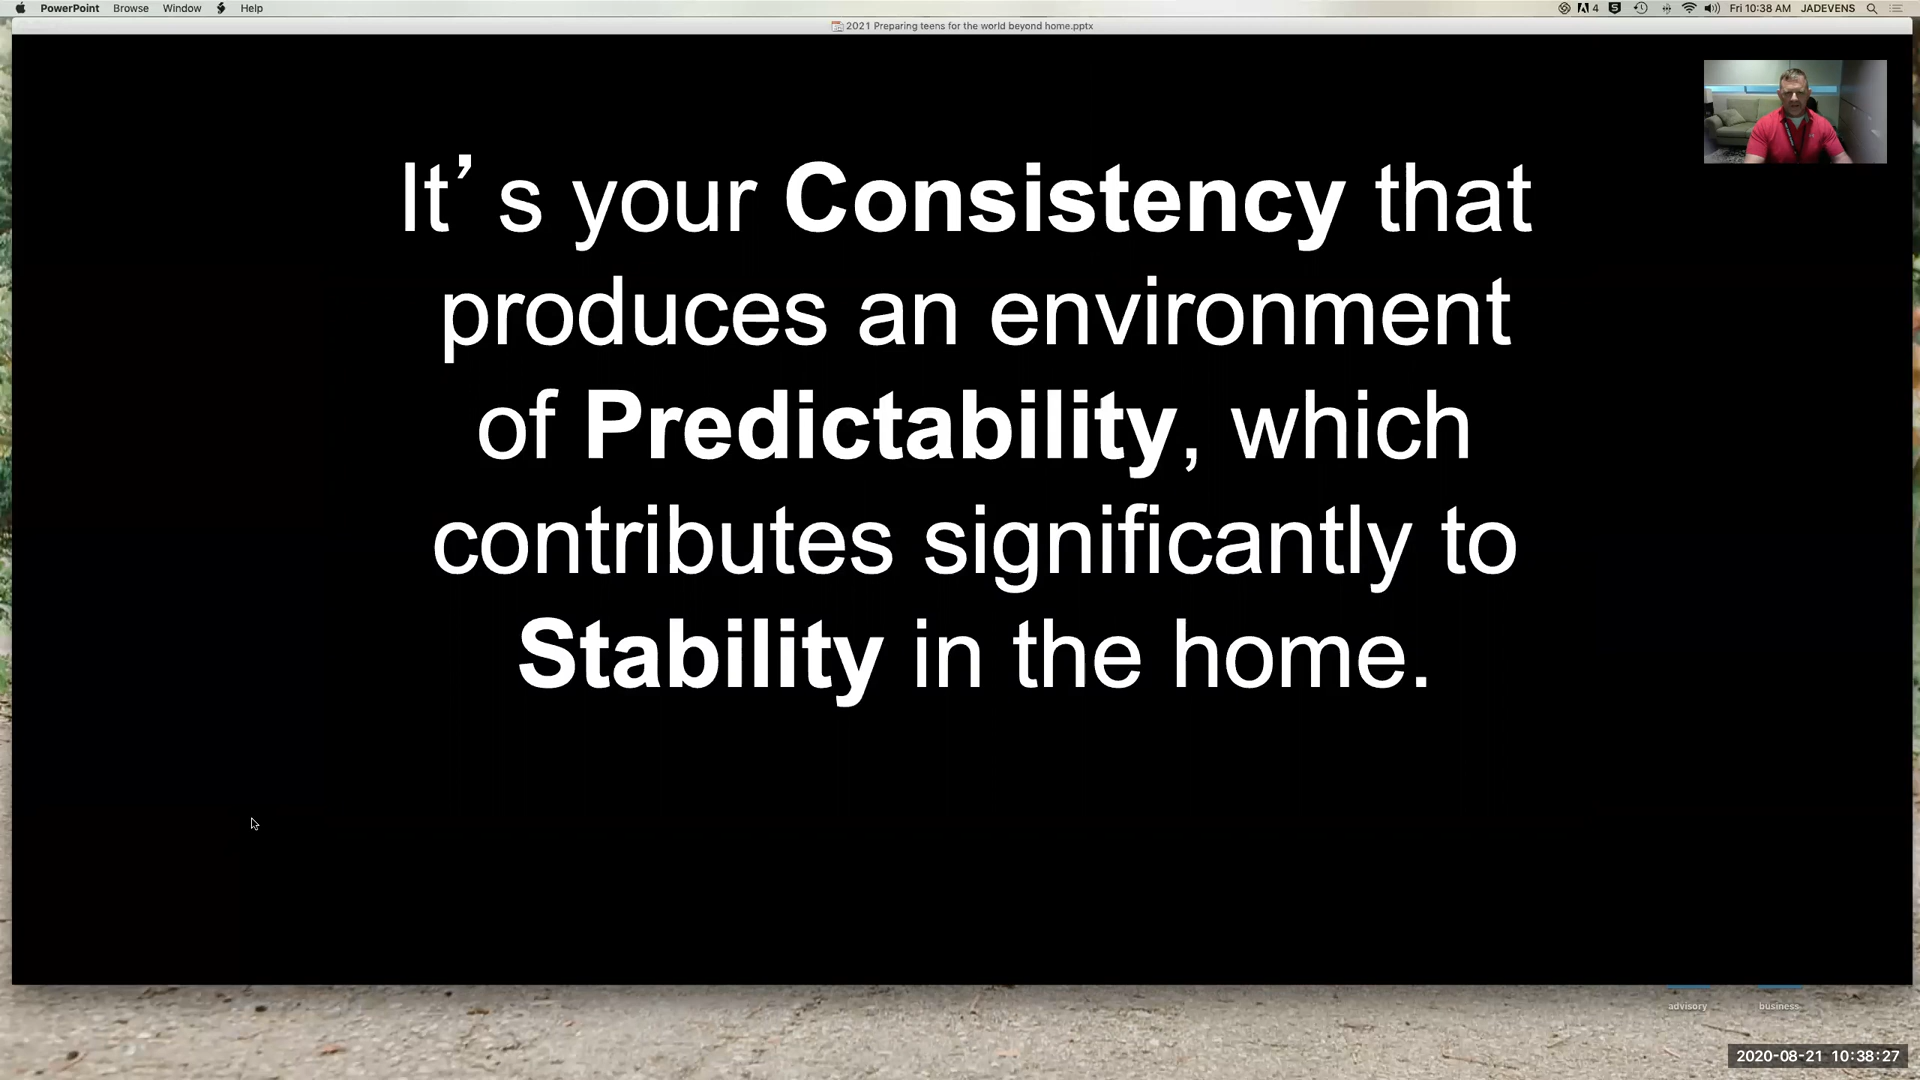 PowerPoint Browse Window Help
4 Fri 10:38 AM JADEVENS
2021 Preparing teens for the world beyond home.pptx
It’s your Consistency that
produces an environment
of Predictability, which
contributes significantly to
Stability in the home.
advisory business
2020-08-21 10:38:27